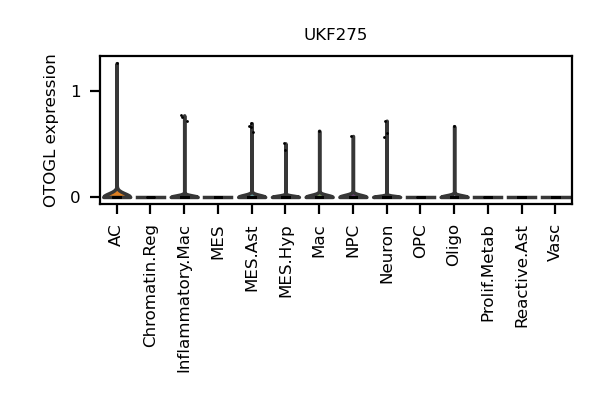 UKF275
OTOGL expression
1
0
AC
Chromatin.Reg
Inflammatory.Mac
MES
MES.Ast
MES.Hyp
Mac
NPC
Neuron
OPC
Oligo
Prolif.Metab
Reactive.Ast
Vasc